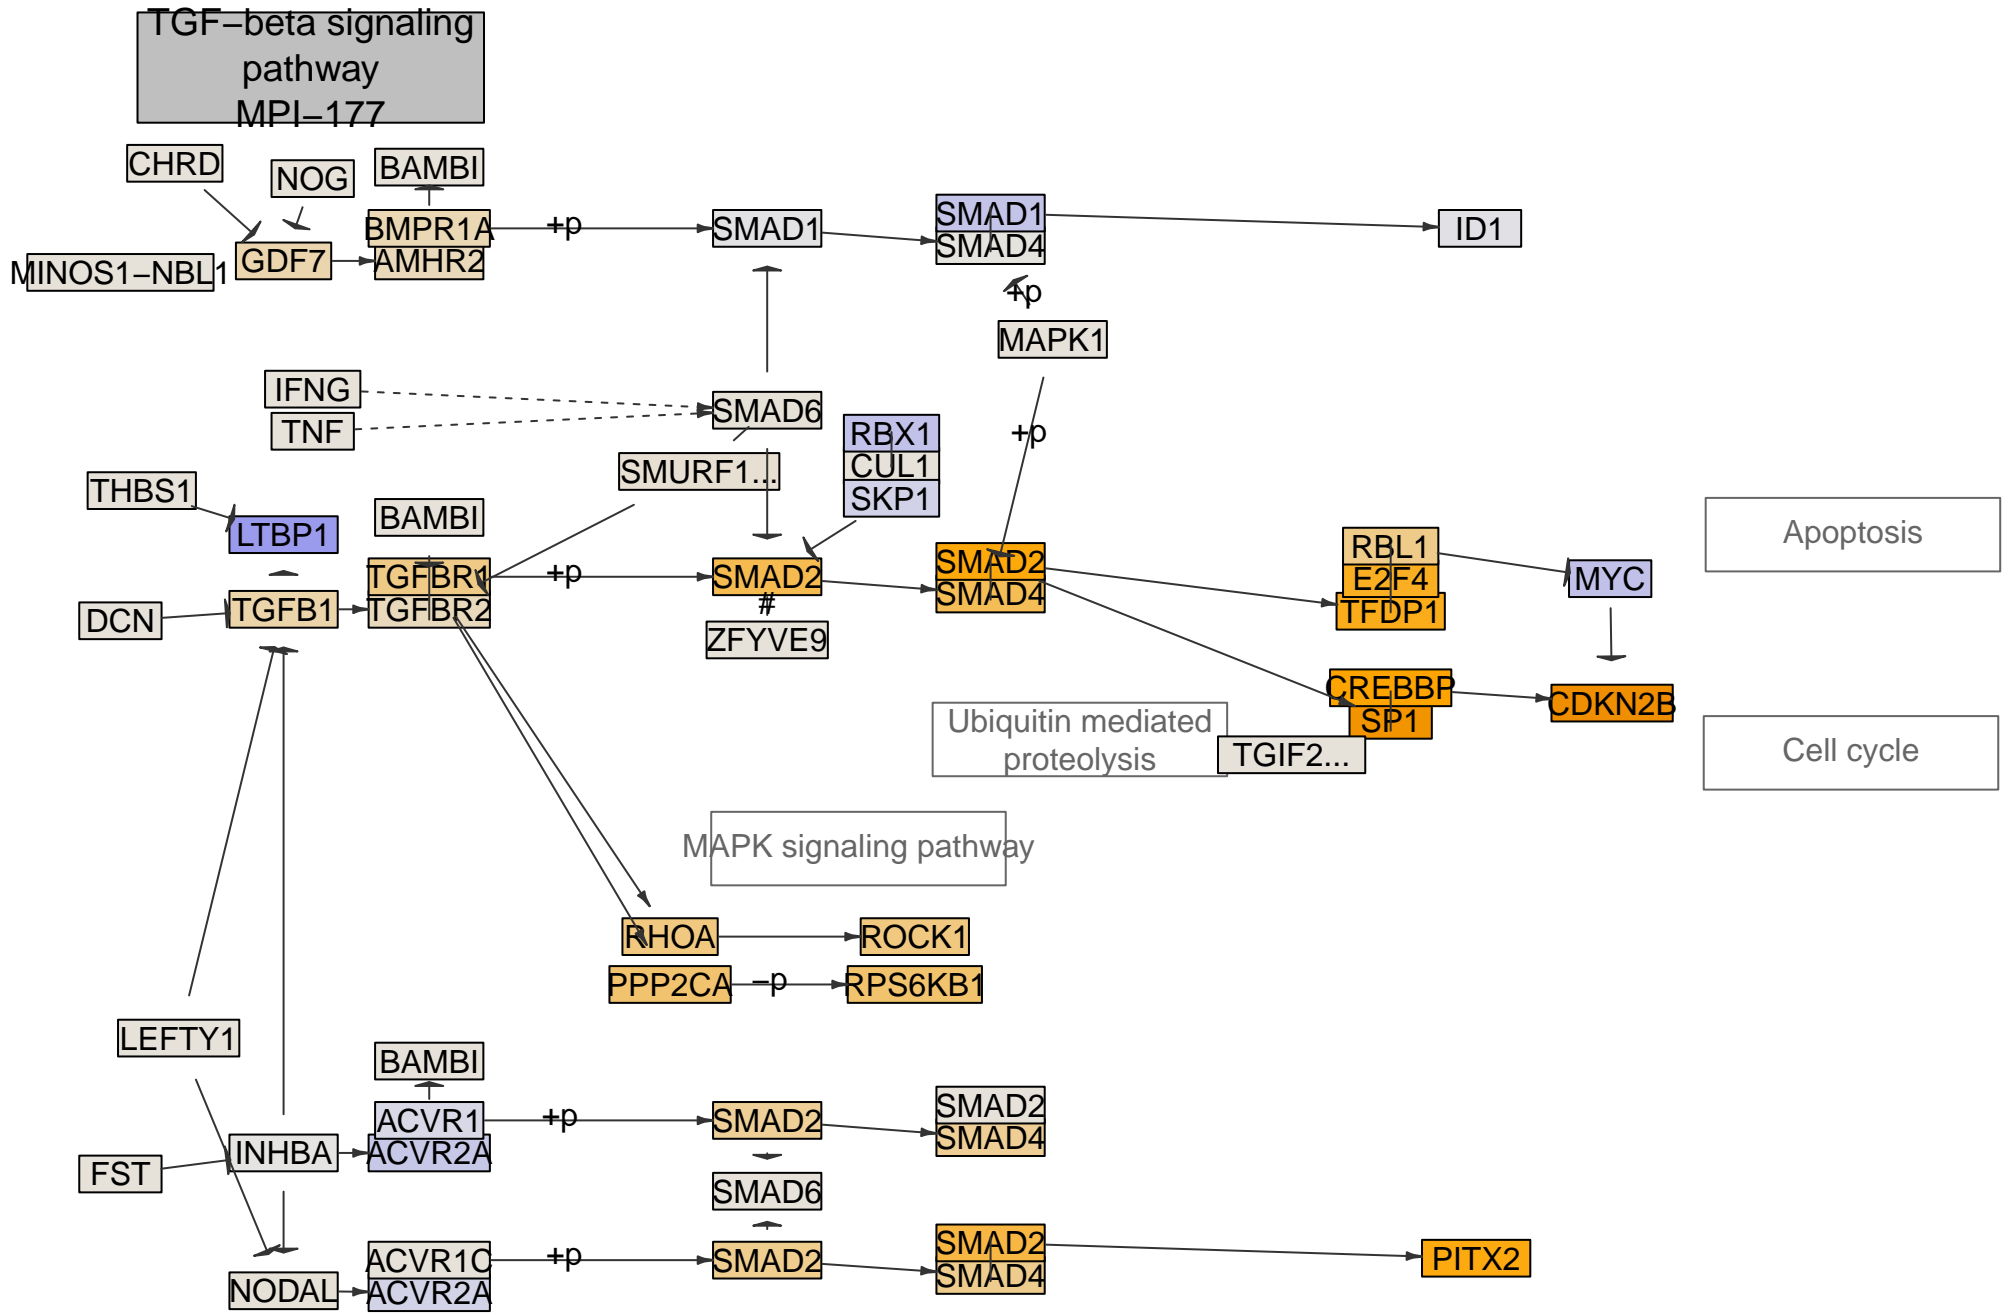 TGF−beta signaling
pathway
MPI−177
CHRD
NOG
BAMBI
BMPR1A
+p
SMAD1
SMAD1
SMAD4
ID1
MINOS1−NBL1
GDF7
AMHR2
+p
MAPK1
IFNG
TNF
SMAD6
RBX1
CUL1
SKP1
+p
SMURF1...
THBS1
LTBP1
BAMBI
DCN
TGFB1
TGFBR1
TGFBR2
+p
SMAD2
#
ZFYVE9
SMAD2
SMAD4
RBL1
E2F4
TFDP1
MYC
Apoptosis
CREBBP
SP1
TGIF2...
CDKN2B
Cell cycle
Ubiquitin mediated
proteolysis
MAPK signaling pathway
RHOA
ROCK1
PPP2CA
−p
RPS6KB1
LEFTY1
BAMBI
ACVR1
ACVR2A
+p
SMAD2
SMAD2
SMAD4
INHBA
FST
SMAD6
ACVR1C
ACVR2A
+p
SMAD2
SMAD2
SMAD4
PITX2
NODAL